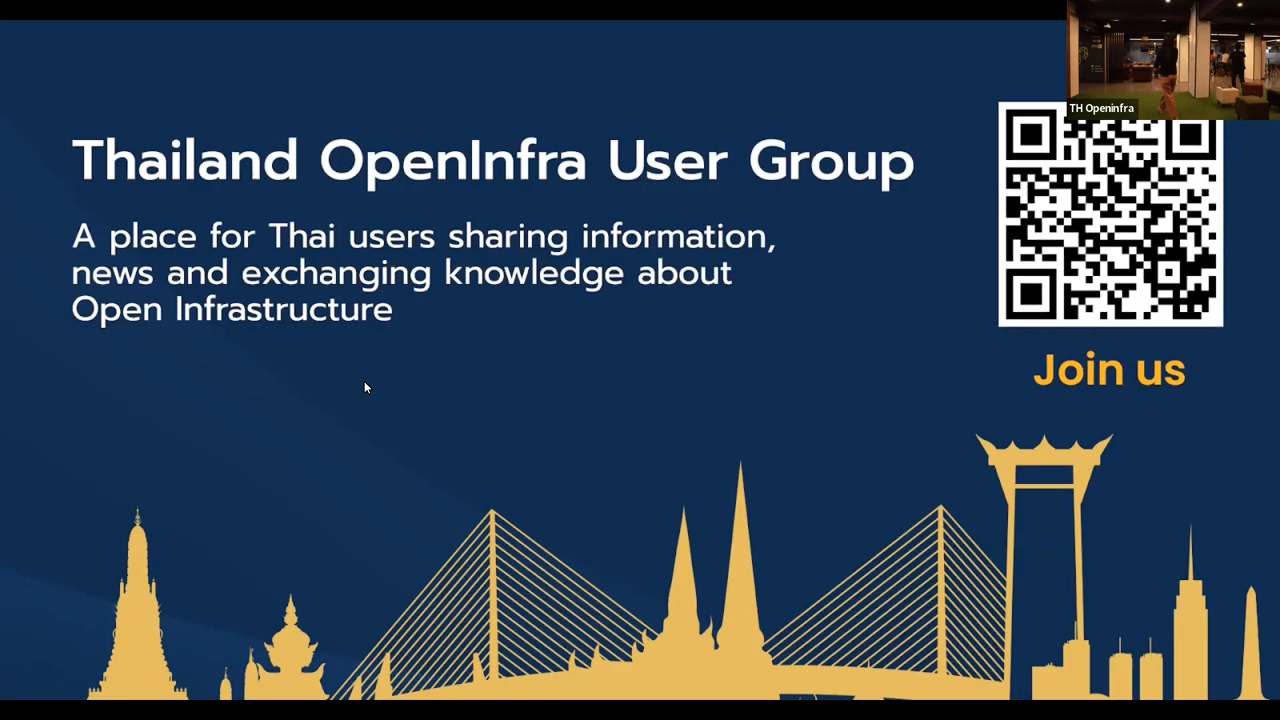 TH Openinfra
Thailand OpenInfra User Group
A place for Thai users sharing information,
news and exchanging knowledge about
Open Infrastructure
Join us